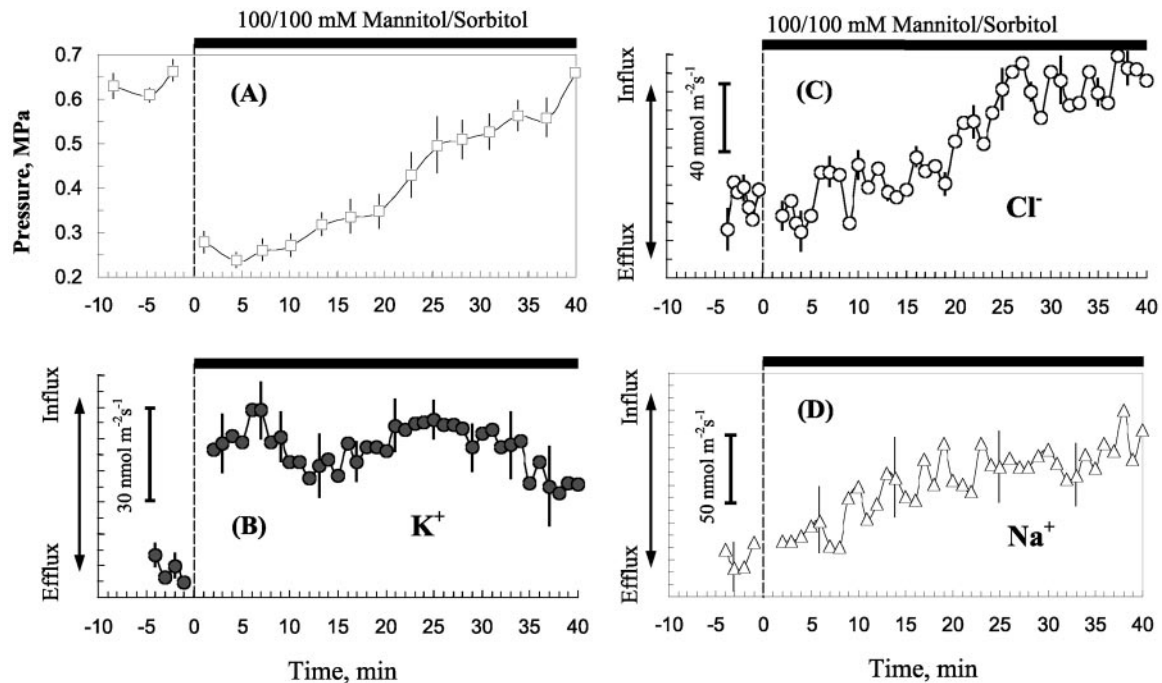 100/100 mM Mannitol/Sorbitol
0.7
0.6
0.5
0.4
0.3
0.2
Pressure, MPa
(A)
-10 -5 0 5 10 15 20 25 30 35 40
100/100 mM Mannitol/Sorbitol
Influx
Efflux
40 nmol m-2s-1
(C)
Cl-
-10 -5 0 5 10 15 20 25 30 35 40
Influx
Efflux
30 nmol m-2s-1
(B)
K+
-10 -5 0 5 10 15 20 25 30 35 40
Time, min
Influx
Efflux
50 nmol m-2s-1
(D)
Na+
-10 -5 0 5 10 15 20 25 30 35 40
Time, min